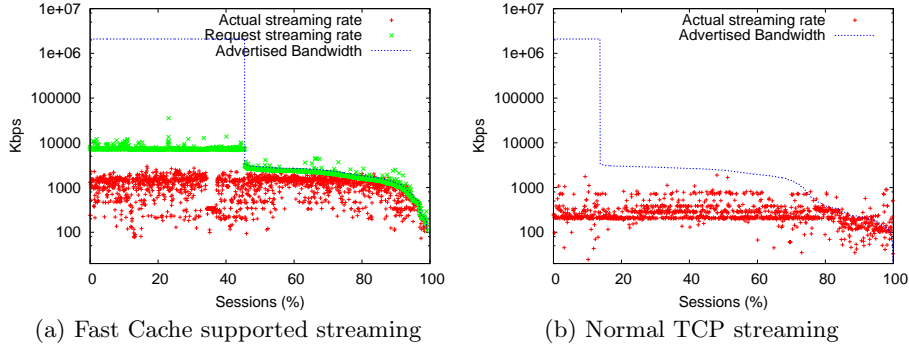 Actual streaming rate
Request streaming rate
Advertised Bandwidth
Kbps
1e+07
1e+06
100000
10000
1000
100
0 20 40 60 80 100
Sessions (%)
(a) Fast Cache supported streaming
Actual streaming rate
Advertised Bandwidth
Kbps
1e+07
1e+06
100000
10000
1000
100
0 20 40 60 80 100
Sessions (%)
(b) Normal TCP streaming